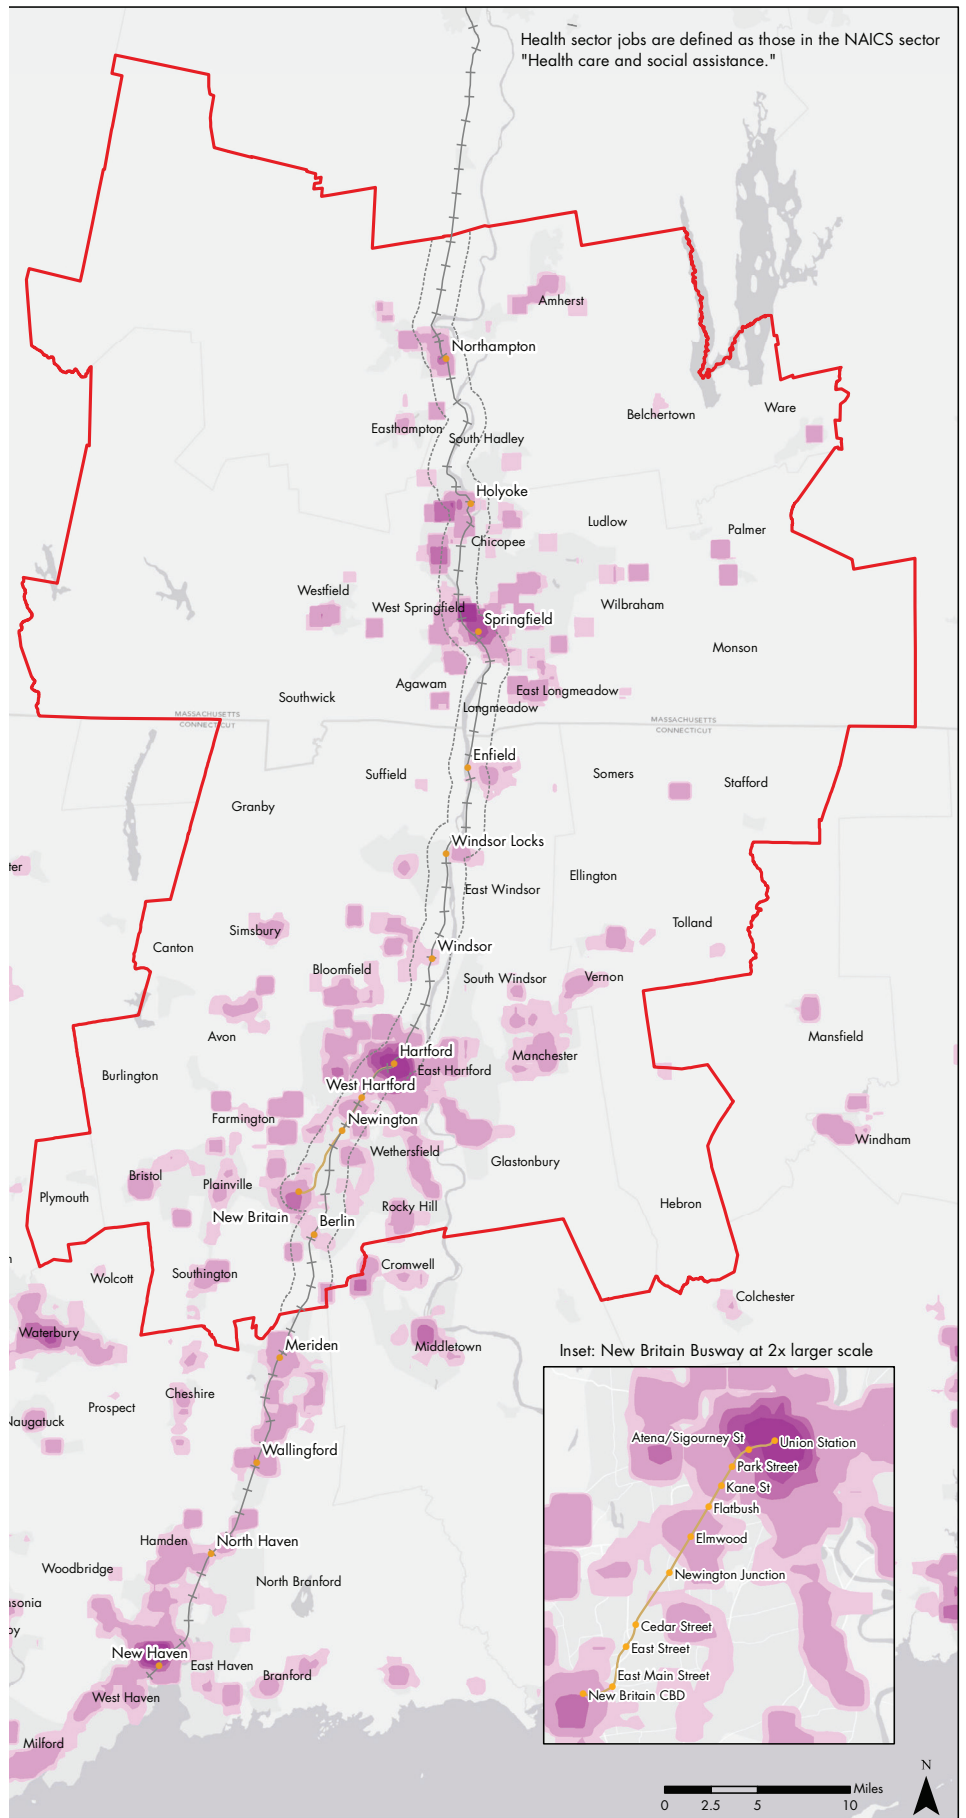 Health sector jobs are defined as those in the NAICS sector
"Health care and social assistance."
Amherst
Northampton
Belchertown
Ware
Easthampton
South Hadley
Holyoke
Ludlow
Palmer
Chicopee
Westfield
West Springfield
Wilbraham
Springfield
Monson
Agawam
East Longmeadow
Southwick
Longmeadow
MASSACHUSETTS
CONNECTICUT
MASSACHUSETTS
CONNECTICUT
Enfield
Suffield
Somers
Stafford
Granby
Windsor Locks
ter
Ellington
East Windsor
Simsbury
Tolland
Canton
Windsor
Bloomfield
South Windsor
Vernon
Avon
Mansfield
Hartford
Manchester
East Hartford
Burlington
West Hartford
Farmington
Newington
Windham
Wethersfield
Glastonbury
Bristol
Plainville
Plymouth
Hebron
Rocky Hill
New Britain
Berlin
n
Cromwell
Wolcott
Southington
Colchester
Waterbury
Meriden
Middletown
Inset: New Britain Busway at 2x larger scale
Cheshire
Prospect
Naugatuck
Atena/Sigourney St
Union Station
Wallingford
Park Street
Kane St
Flatbush
Hamden
North Haven
Elmwood
Woodbridge
Newington Junction
North Branford
nsonia
Cedar Street
by
East Street
New Haven
East Haven
Branford
East Main Street
West Haven
New Britain CBD
Milford
N
Miles
0 2.5 5 10